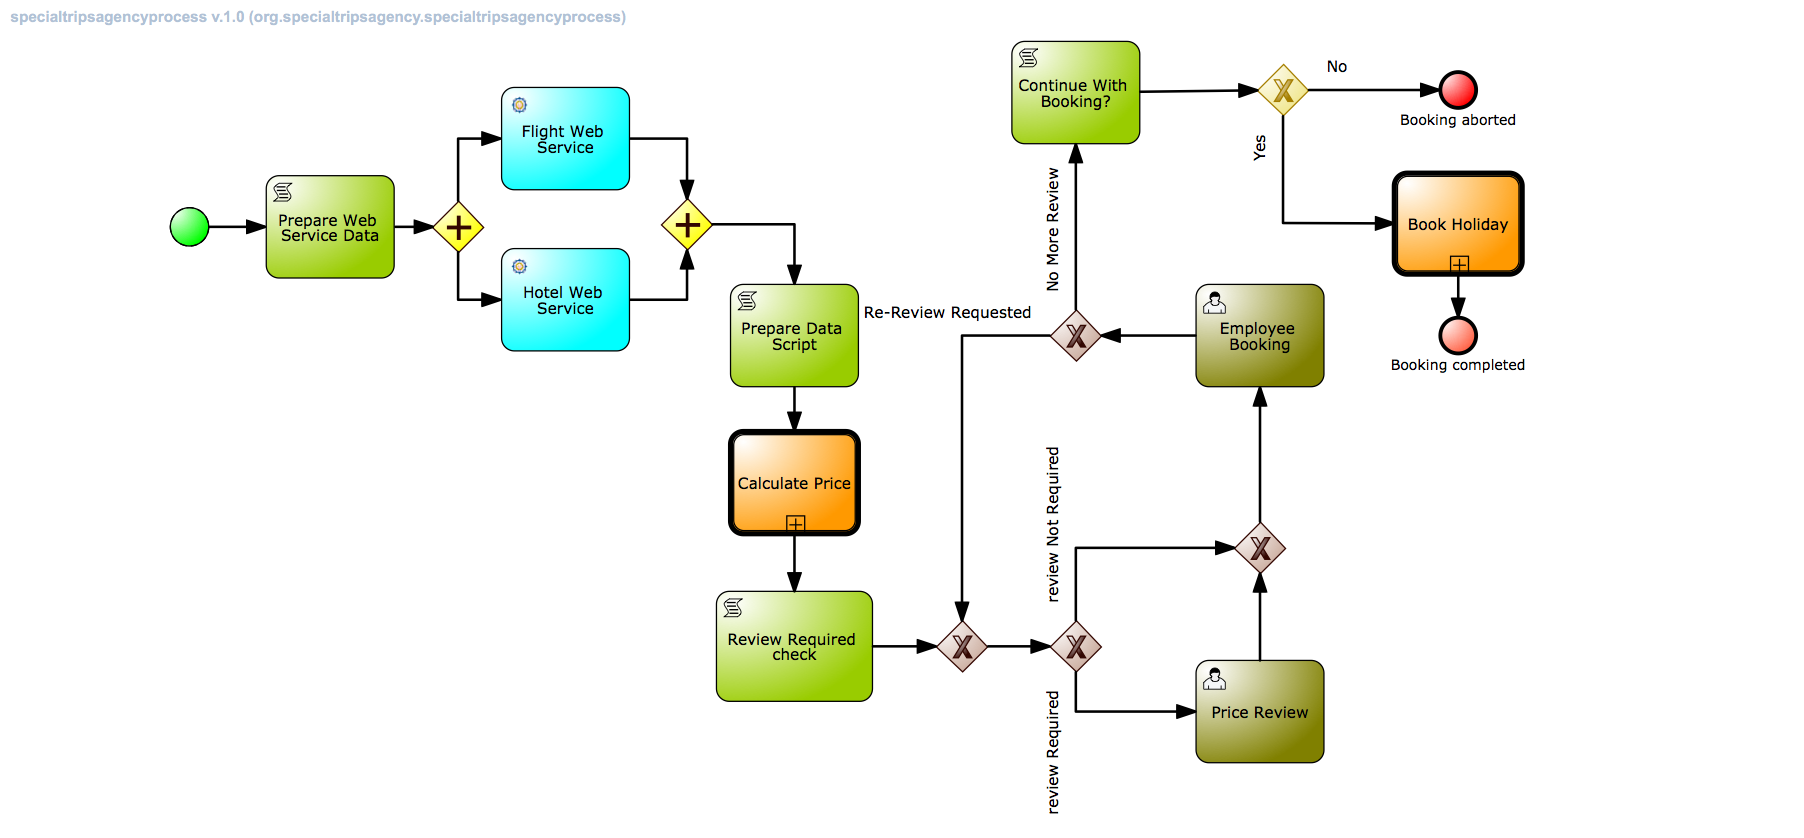 specialtripsagencyprocess v.1.0 (org.specialtripsagency.specialtripsagencyprocess)
Prepare Web
Service Data
Flight Web
Service
Hotel Web
Service
Prepare Data
Script
Calculate Price
Review Required
check
Re-Review Requested
review Not Required
review Required
Price Review
Employee
Booking
No More Review
Continue With
Booking?
No
Yes
Booking aborted
Book Holiday
Booking completed